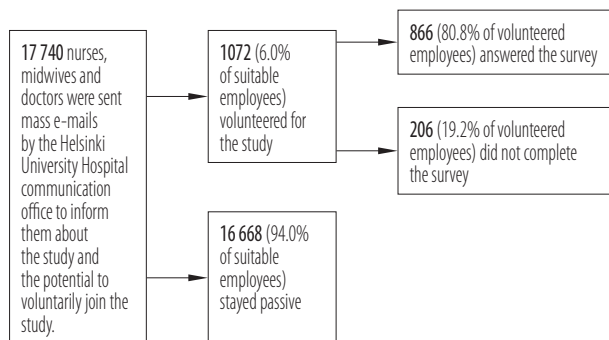 17 740 nurses,
midwives and
doctors were sent
mass e-mails
by the Helsinki
University Hospital
communication
office to inform
them about
the study and
the potential to
voluntarily join the
study.
1072 (6.0%
of suitable
employees)
volunteered for
the study
16 668 (94.0%
of suitable
employees)
stayed passive
866 (80.8% of volunteered
employees) answered the survey
206 (19.2% of volunteered
employees) did not complete
the survey